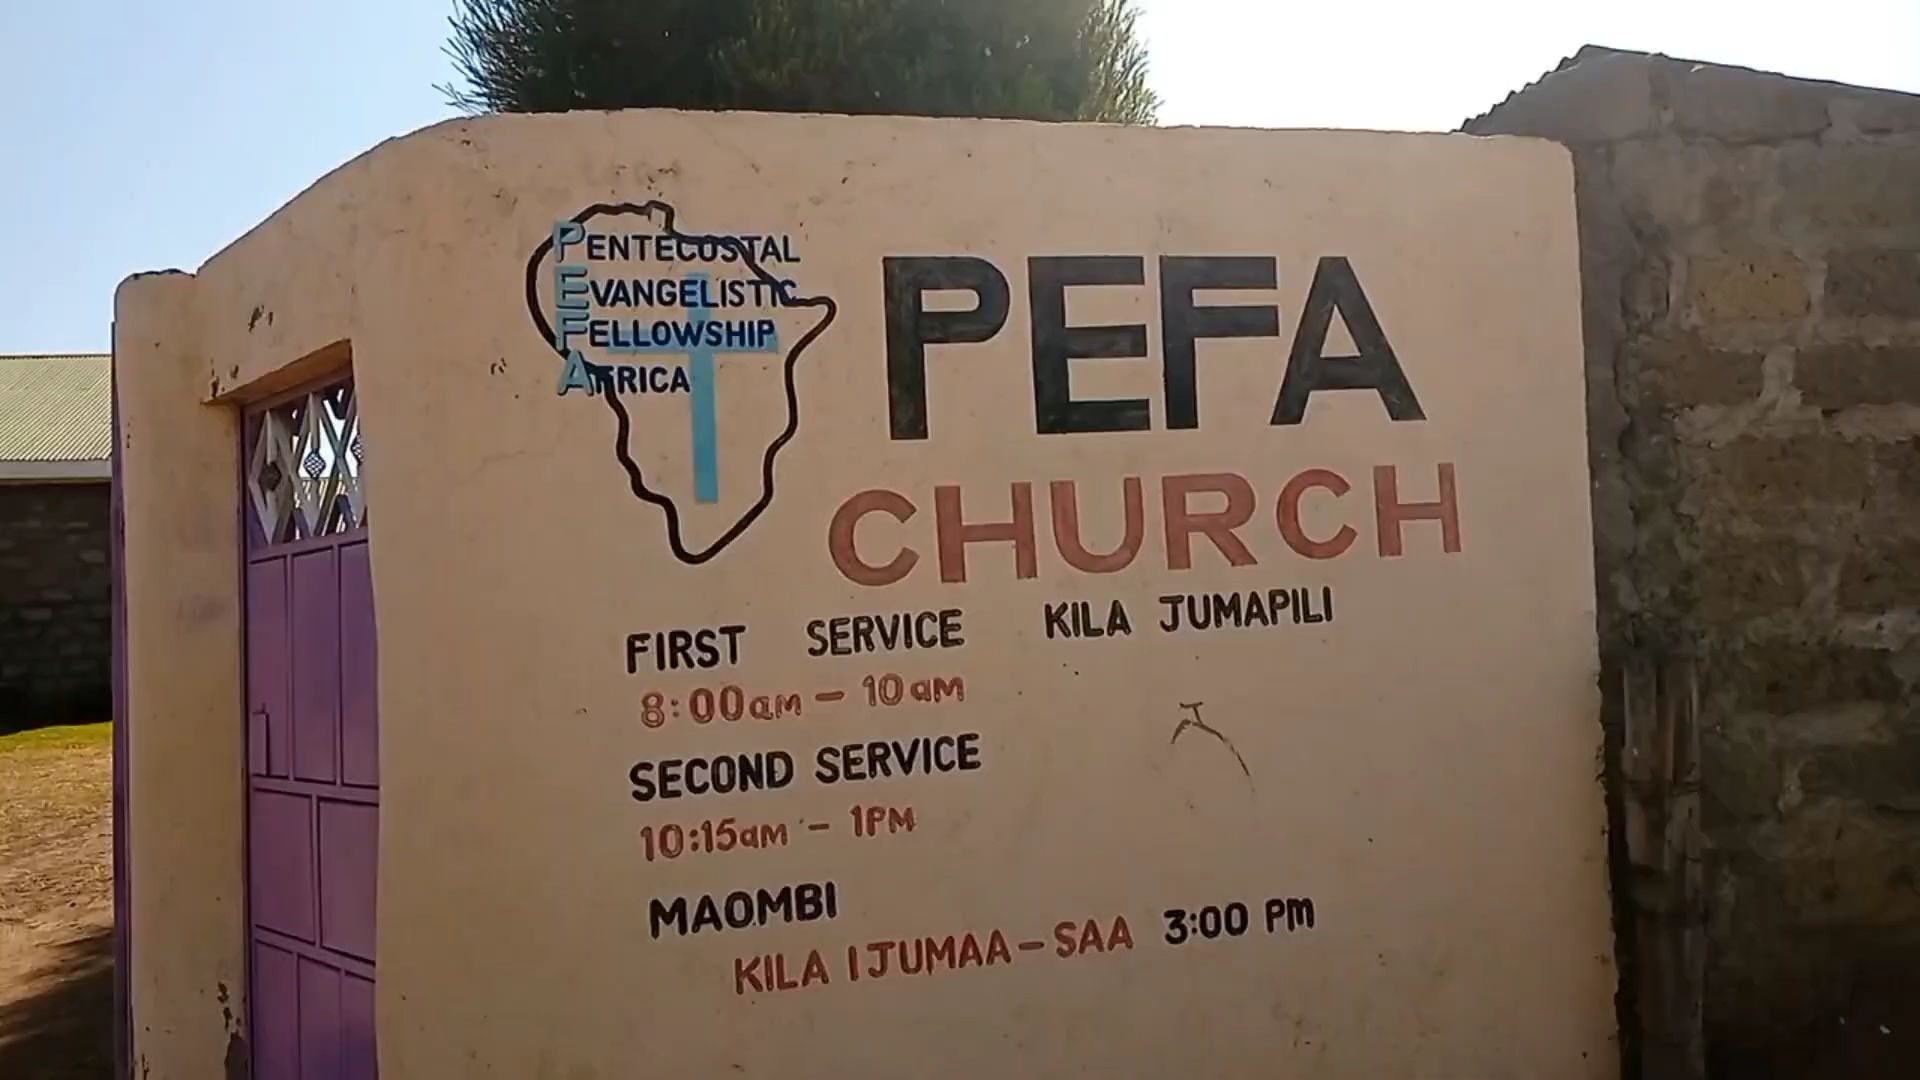 PENTECOSTAL
EVANGELISTIC
FELLOWSHIP
AFRICA
PEFA
CHURCH
FIRST SERVICE KILA JUMAPILI
8:00am - 10am
SECOND SERVICE
10:15am - 1PM
MAOMBI
KILA IJUMAA-SAA 3:00 PM